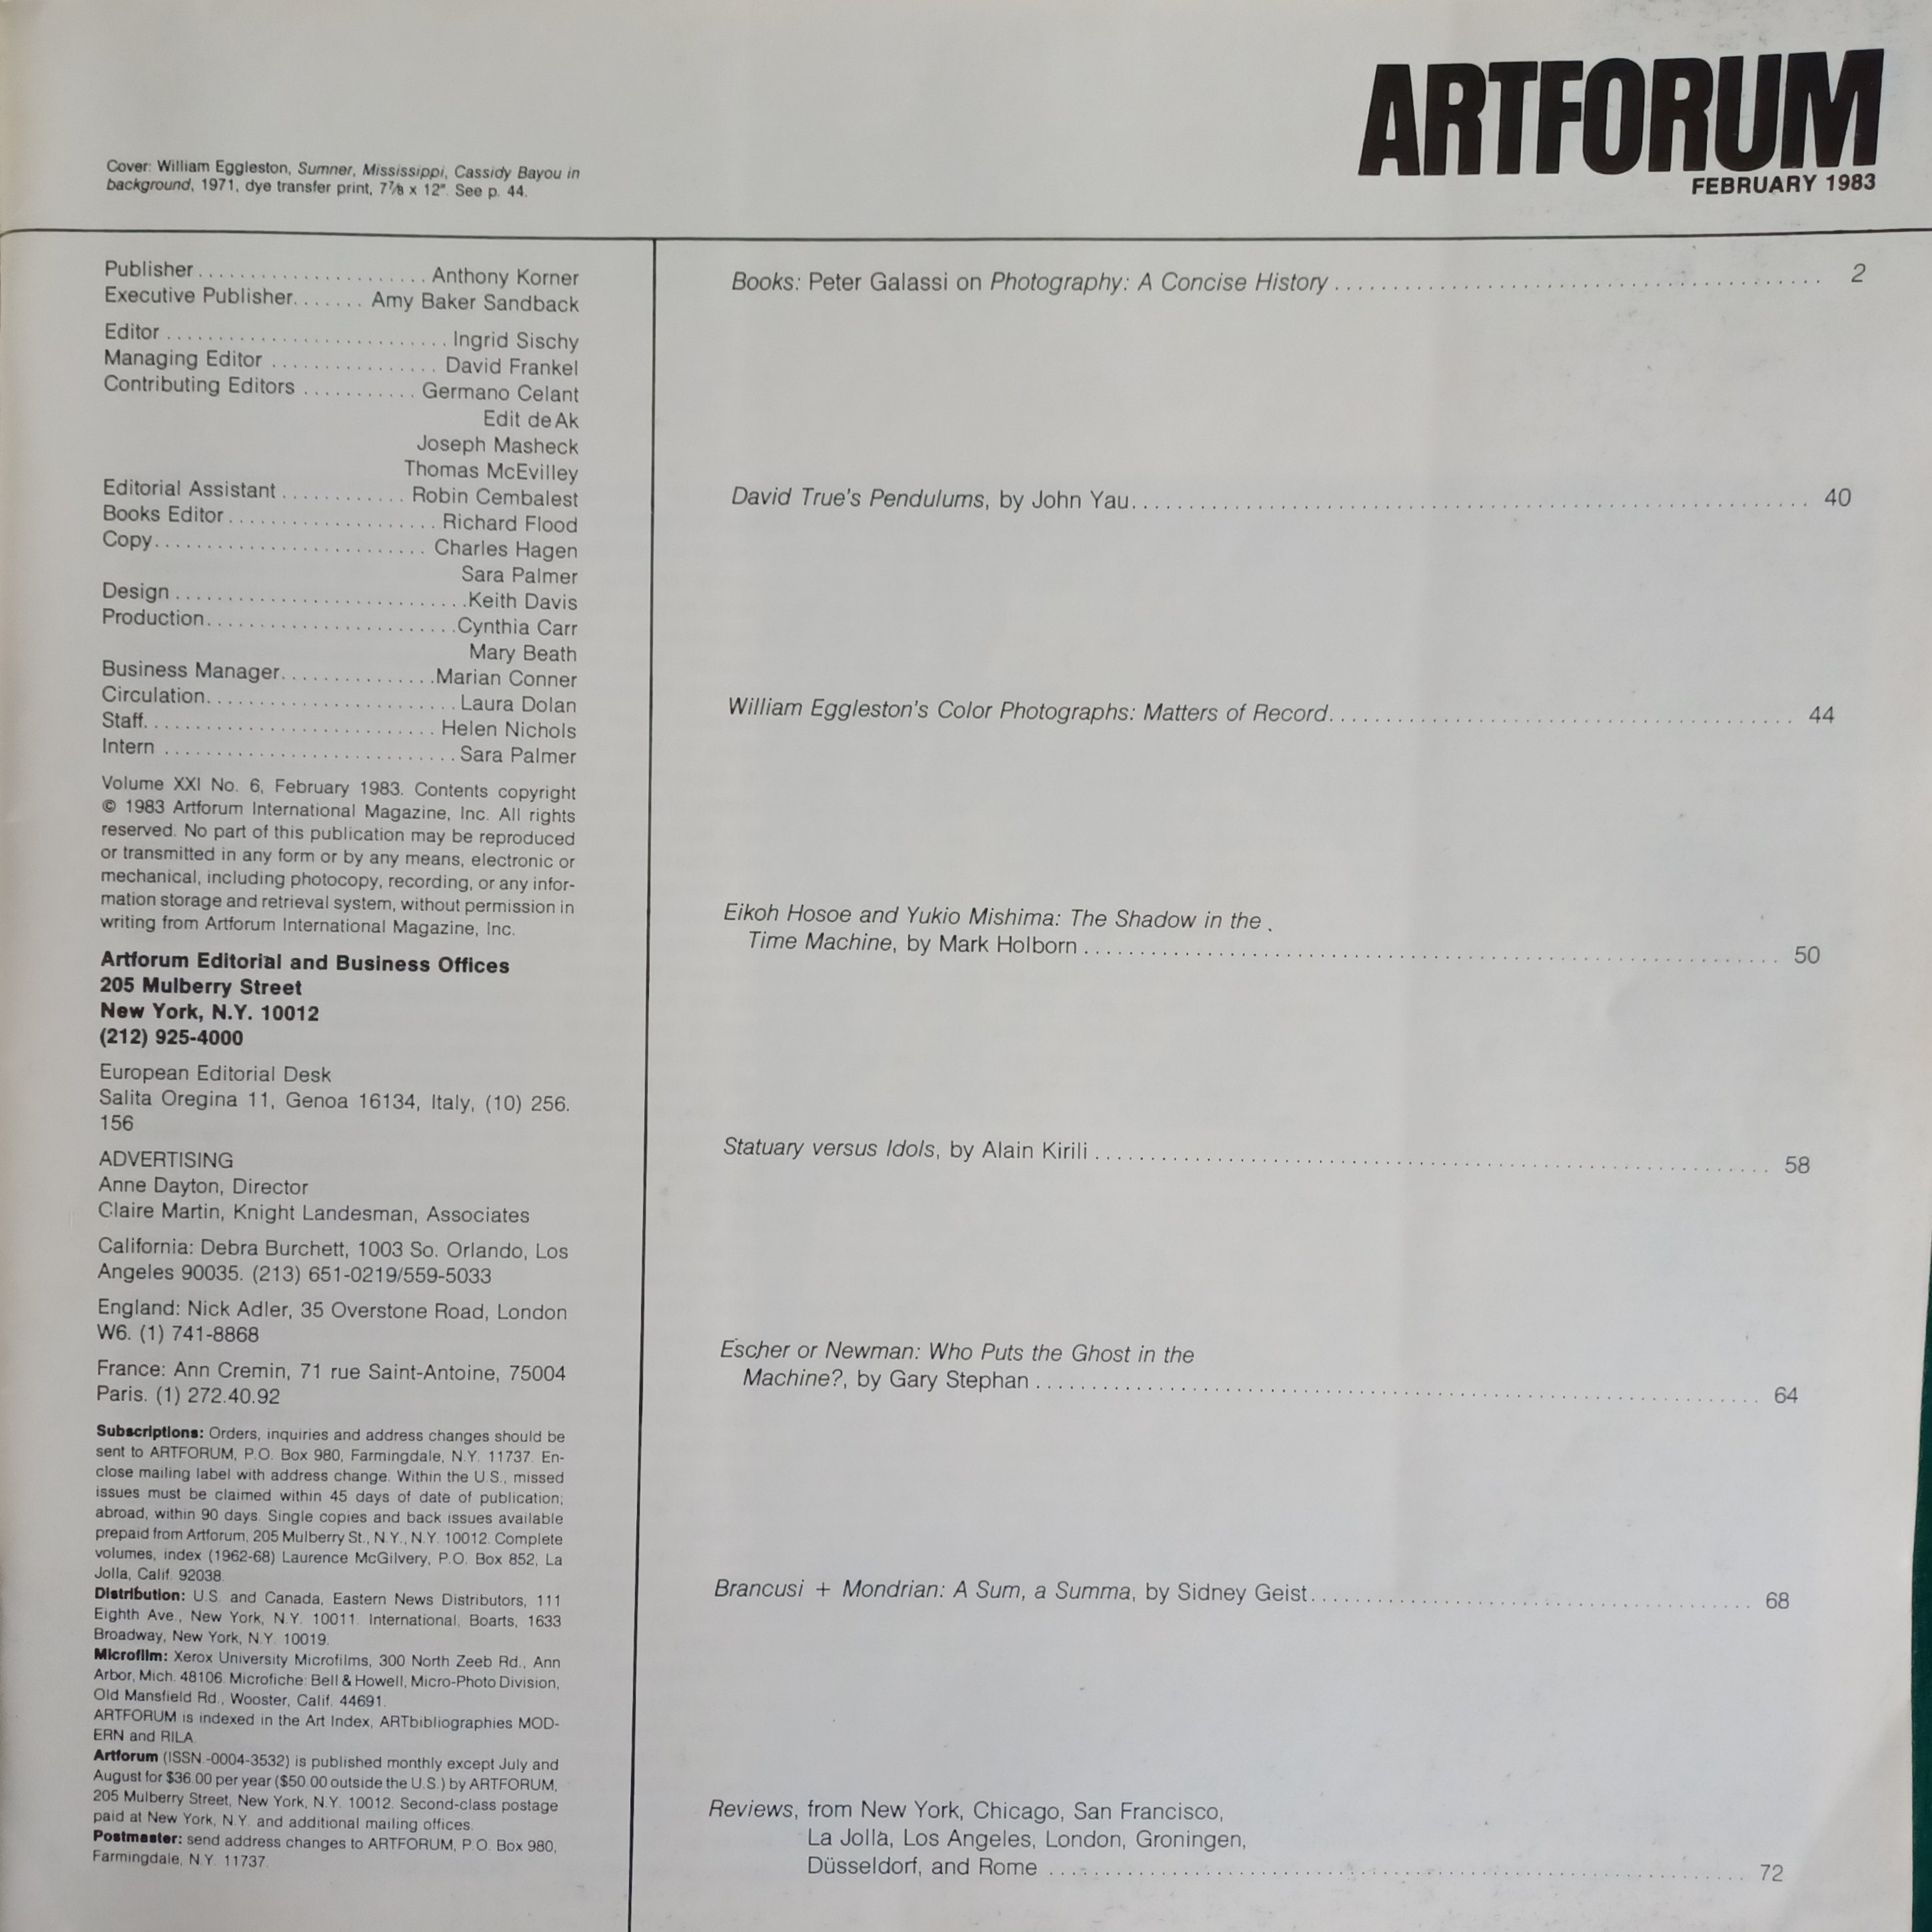 ARTFORUM
FEBRUARY 1983
Cover: William Eggleston, Sumner, Mississippi, Cassidy Bayou in
background, 1971, dye transfer print, 7⅞ x 12". See p. 44.
Publisher ...................... Anthony Korner
Executive Publisher....... Amy Baker Sandback
Editor ........................... Ingrid Sischy
Managing Editor ................ David Frankel
Contributing Editors ........... Germano Celant
Edit deAk
Joseph Masheck
Thomas McEvilley
Editorial Assistant ............ Robin Cembalest
Books Editor .................... Richard Flood
Copy.......................... Charles Hagen
Sara Palmer
Design ............................ Keith Davis
Production........................ Cynthia Carr
Mary Beath
Business Manager............... Marian Conner
Circulation........................ Laura Dolan
Staff............................ Helen Nichols
Intern ............................ Sara Palmer
Volume XXI No. 6, February 1983. Contents copyright
© 1983 Artforum International Magazine, Inc. All rights
reserved. No part of this publication may be reproduced
or transmitted in any form or by any means, electronic or
mechanical, including photocopy, recording, or any infor-
mation storage and retrieval system, without permission in
writing from Artforum International Magazine, Inc.
Artforum Editorial and Business Offices
205 Mulberry Street
New York, N.Y. 10012
(212) 925-4000
European Editorial Desk
Salita Oregina 11, Genoa 16134, Italy, (10) 256.
156
ADVERTISING
Anne Dayton, Director
Claire Martin, Knight Landesman, Associates
California: Debra Burchett, 1003 So. Orlando, Los
Angeles 90035. (213) 651-0219/559-5033
England: Nick Adler, 35 Overstone Road, London
W6. (1) 741-8868
France: Ann Cremin, 71 rue Saint-Antoine, 75004
Paris. (1) 272.40.92
Subscriptions: Orders, inquiries and address changes should be
sent to ARTFORUM, P.O. Box 980, Farmingdale, N.Y. 11737. En-
close mailing label with address change. Within the U.S., missed
issues must be claimed within 45 days of date of publication;
abroad, within 90 days. Single copies and back issues available
prepaid from Artforum, 205 Mulberry St., N.Y., N.Y. 10012. Complete
volumes, index (1962-68) Laurence McGilvery, P.O. Box 852, La
Jolla, Calif. 92038.
Distribution: U.S. and Canada, Eastern News Distributors, 111
Eighth Ave., New York, N.Y. 10011. International, Boarts, 1633
Broadway, New York, N.Y. 10019.
Microfilm: Xerox University Microfilms, 300 North Zeeb Rd., Ann
Arbor, Mich. 48106. Microfiche: Bell & Howell, Micro-Photo Division,
Old Mansfield Rd., Wooster, Calif. 44691.
ARTFORUM is indexed in the Art Index, ARTbibliographies MOD-
ERN and RILA.
Artforum (ISSN-0004-3532) is published monthly except July and
August for $36.00 per year ($50.00 outside the U.S.) by ARTFORUM,
205 Mulberry Street, New York, N.Y. 10012. Second-class postage
paid at New York, N.Y. and additional mailing offices.
Postmaster: send address changes to ARTFORUM, P.O. Box 980,
Farmingdale, N.Y. 11737.
Books: Peter Galassi on Photography: A Concise History ........................ 2
David True's Pendulums, by John Yau........................ 40
William Eggleston's Color Photographs: Matters of Record........................ 44
Eikoh Hosoe and Yukio Mishima: The Shadow in the
Time Machine, by Mark Holborn ........................ 50
Statuary versus Idols, by Alain Kirili ........................ 58
Escher or Newman: Who Puts the Ghost in the
Machine?, by Gary Stephan ........................ 64
Brancusi + Mondrian: A Sum, a Summa, by Sidney Geist........................ 68
Reviews, from New York, Chicago, San Francisco,
La Jolla, Los Angeles, London, Groningen,
Düsseldorf, and Rome ........................ 72